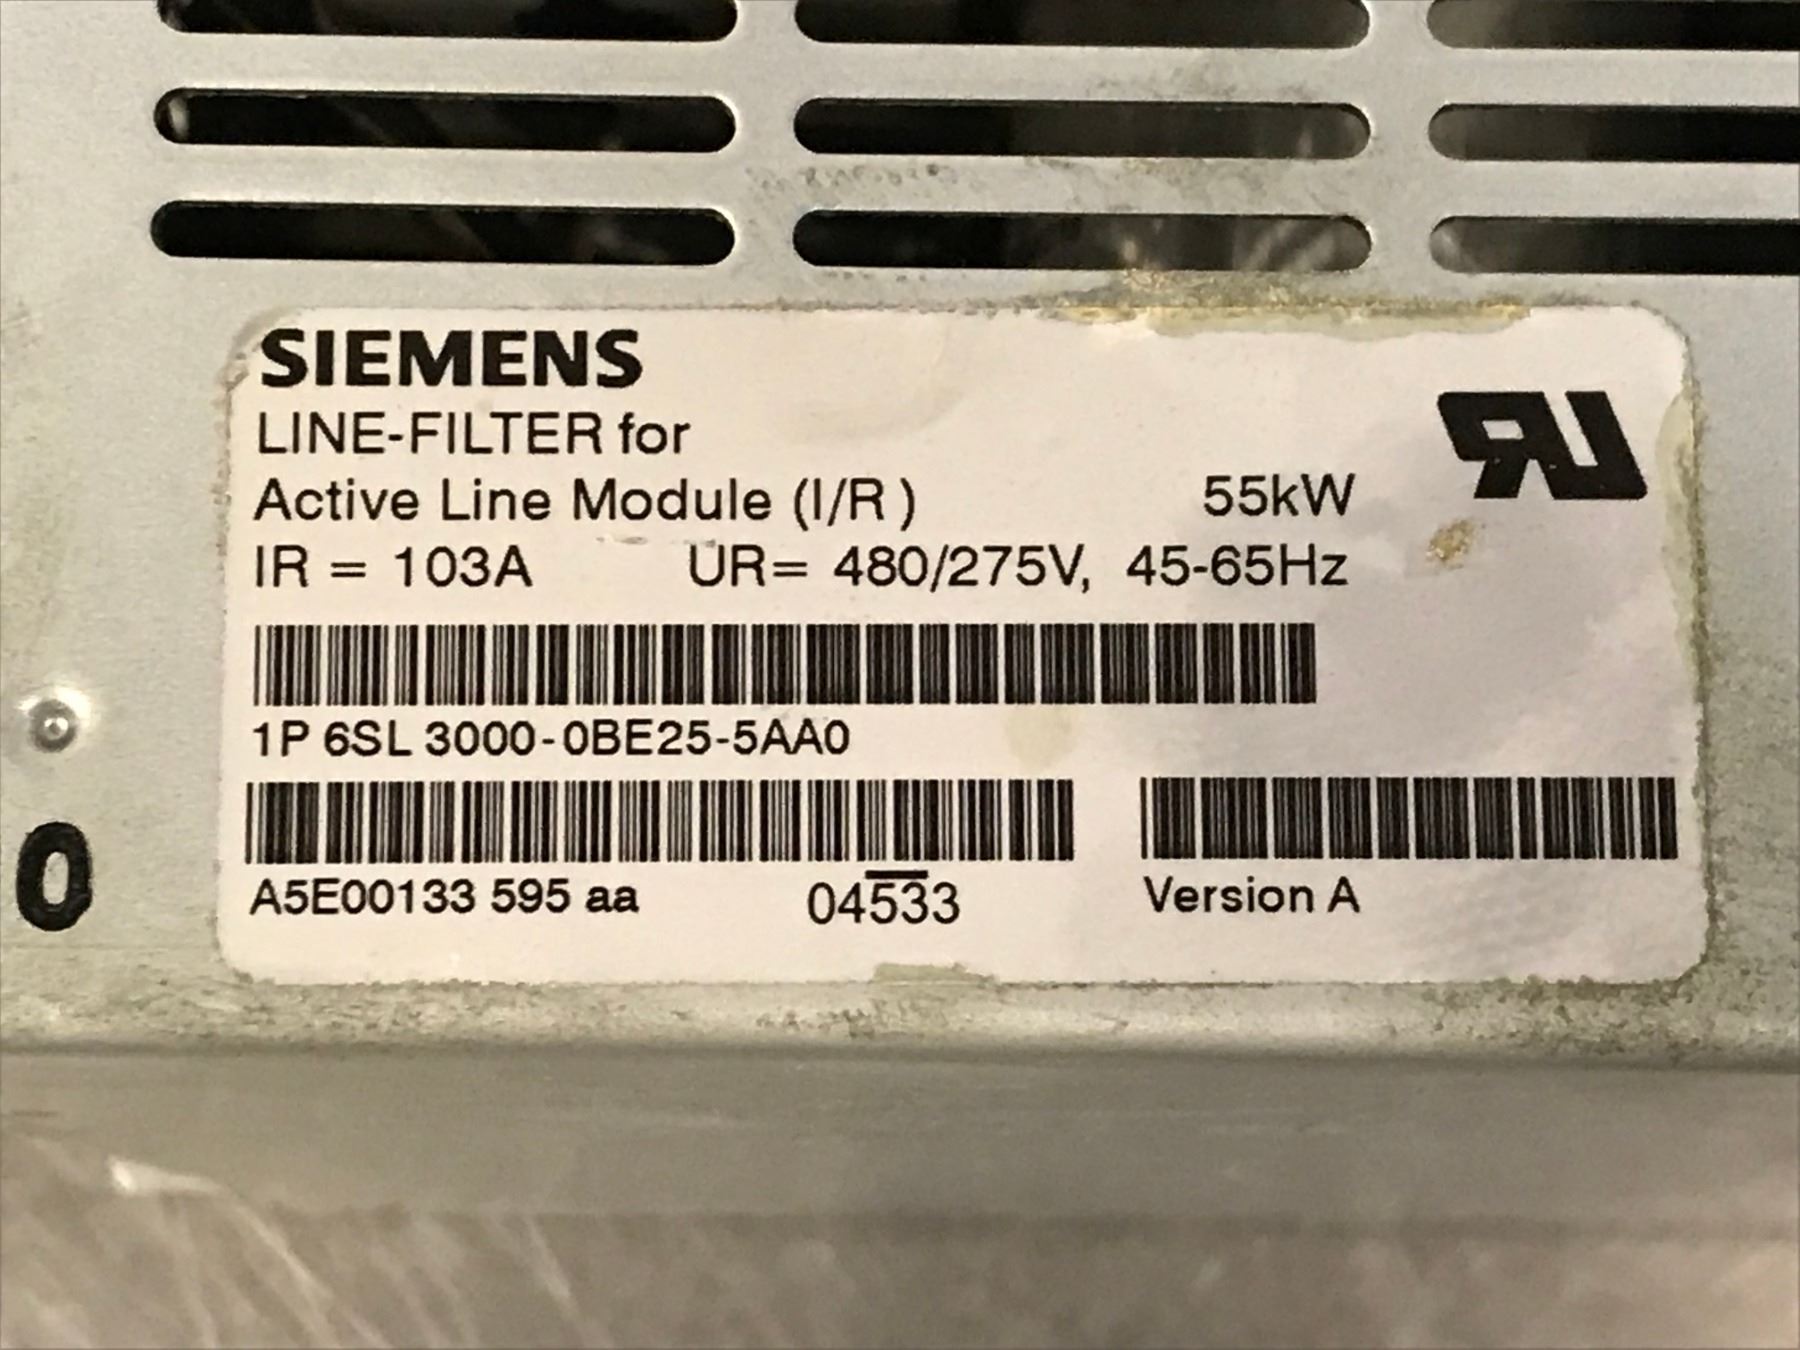 SIEMENS
LINE-FILTER for
Active Line Module (I/R ) 55kW
IR = 103A UR= 480/275V, 45-65Hz
1P 6SL 3000-0BE25-5AA0
A5E00133 595 aa 04533 Version A
0